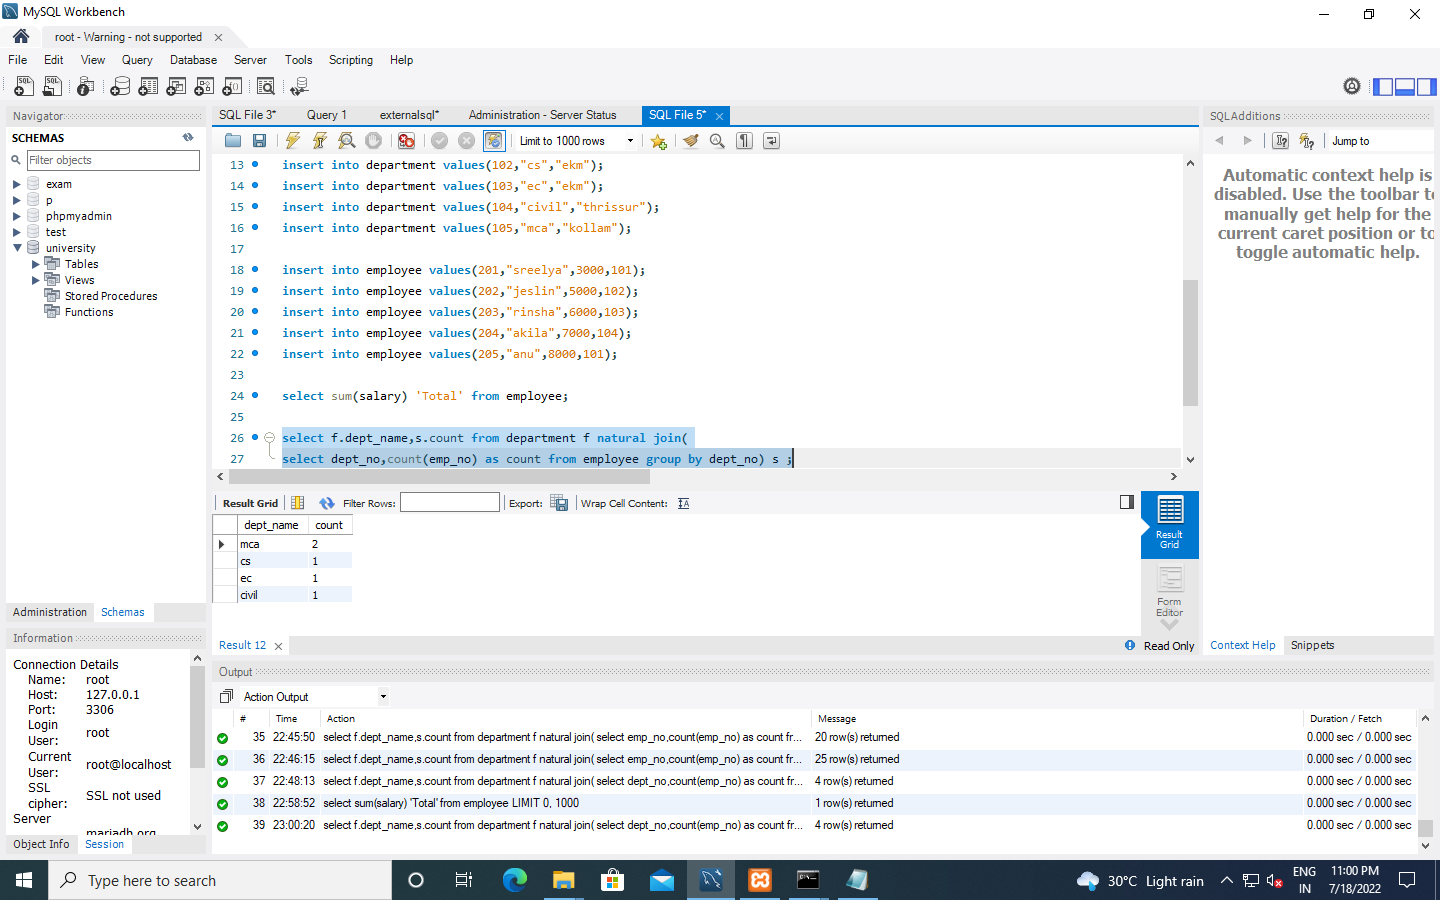 MySQL Workbench
root - Warning - not supported
File Edit View Query Database Server Tools Scripting Help
Navigator
SCHEMAS
Filter objects
exam
p
phpmyadmin
test
university
Tables
Views
Stored Procedures
Functions
Administration Schemas
Information
Connection Details
Name: root
Host: 127.0.0.1
Port: 3306
Login User: root
Current User: root@localhost
SSL cipher: SSL not used
Server
mariadb.org
Object Info Session
SQL File 3* Query 1 externalsql* Administration - Server Status SQL File 5*
Limit to 1000 rows
13 insert into department values(102,"cs","ekm");
14 insert into department values(103,"ec","ekm");
15 insert into department values(104,"civil","thrissur");
16 insert into department values(105,"mca","kollam");
17
18 insert into employee values(201,"sreelya",3000,101);
19 insert into employee values(202,"jeslin",5000,102);
20 insert into employee values(203,"rinsha",6000,103);
21 insert into employee values(204,"akila",7000,104);
22 insert into employee values(205,"anu",8000,101);
23
24 select sum(salary) 'Total' from employee;
25
26 select f.dept_name,s.count from department f natural join(
27 select dept_no,count(emp_no) as count from employee group by dept_no) s ;
Result Grid Filter Rows: Export: Wrap Cell Content:
dept_name count
mca 2
cs 1
ec 1
civil 1
Result Grid
Form Editor
Result 12
Read Only
SQLAdditions
Jump to
Automatic context help is
disabled. Use the toolbar to
manually get help for the
current caret position or to
toggle automatic help.
Context Help Snippets
Output
Action Output
# Time Action Message Duration / Fetch
35 22:45:50 select f.dept_name,s.count from department f natural join( select emp_no,count(emp_no) as count fr... 20 row(s) returned 0.000 sec / 0.000 sec
36 22:46:15 select f.dept_name,s.count from department f natural join( select emp_no,count(emp_no) as count fr... 25 row(s) returned 0.000 sec / 0.000 sec
37 22:48:13 select f.dept_name,s.count from department f natural join( select dept_no,count(emp_no) as count fr... 4 row(s) returned 0.000 sec / 0.000 sec
38 22:58:52 select sum(salary) 'Total' from employee LIMIT 0, 1000 1 row(s) returned 0.000 sec / 0.000 sec
39 23:00:20 select f.dept_name,s.count from department f natural join( select dept_no,count(emp_no) as count fr... 4 row(s) returned 0.000 sec / 0.000 sec
Type here to search
30°C Light rain
ENG
IN
11:00 PM
7/18/2022